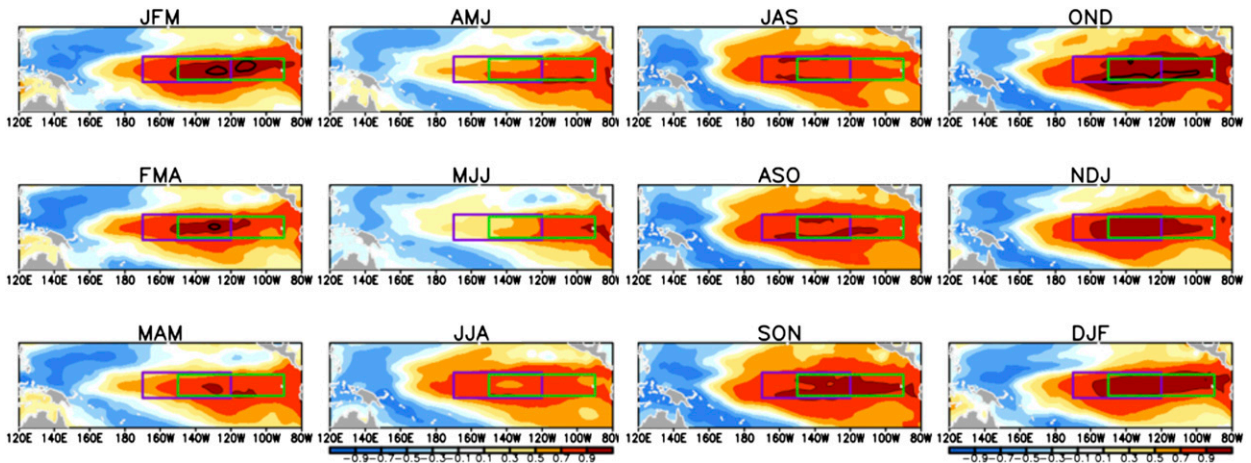 JFM AMJ JAS OND
120E 140E 160E 180 160W 140W 120W 100W 80W 120E 140E 160E 180 160W 140W 120W 100W 80W 120E 140E 160E 180 160W 140W 120W 100W 80W 120E 140E 160E 180 160W 140W 120W 100W 80W
FMA MJJ ASO NDJ
120E 140E 160E 180 160W 140W 120W 100W 80W 120E 140E 160E 180 160W 140W 120W 100W 80W 120E 140E 160E 180 160W 140W 120W 100W 80W 120E 140E 160E 180 160W 140W 120W 100W 80W
MAM JJA SON DJF
120E 140E 160E 180 160W 140W 120W 100W 80W 120E 140E 160E 180 160W 140W 120W 100W 80W 120E 140E 160E 180 160W 140W 120W 100W 80W 120E 140E 160E 180 160W 140W 120W 100W 80W
-0.9 -0.7 -0.5 -0.3 -0.1 0.1 0.3 0.5 0.7 0.9 -0.9 -0.7 -0.5 -0.3 -0.1 0.1 0.3 0.5 0.7 0.9